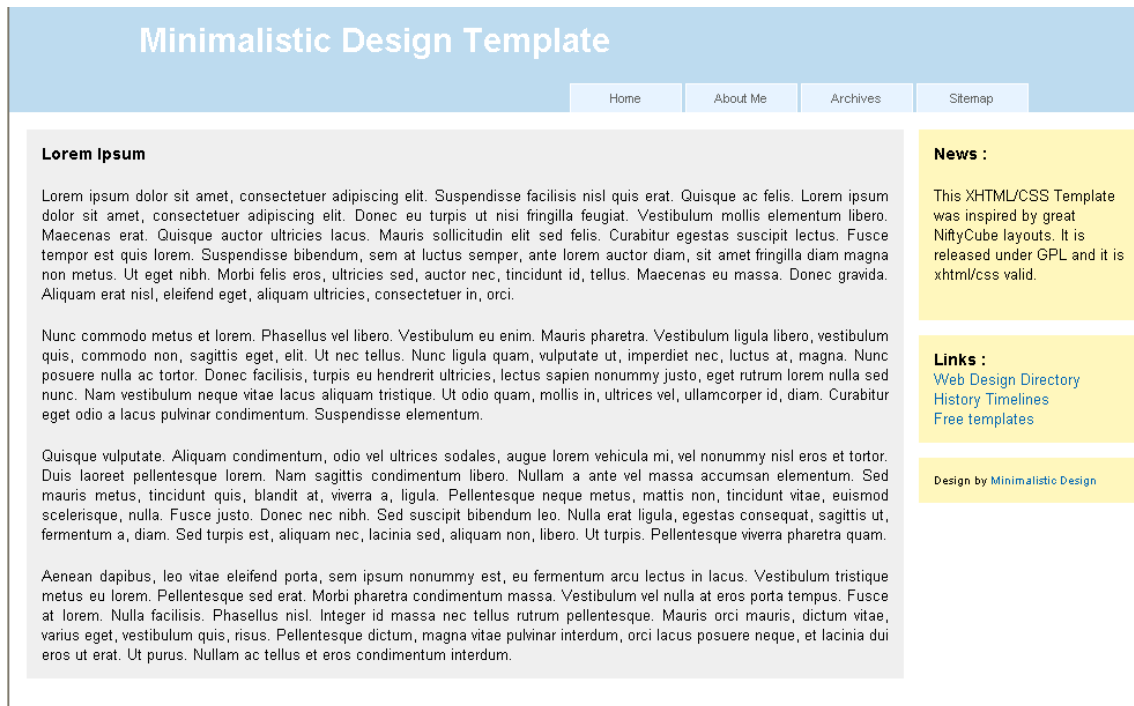 Minimalistic Design Template
Home
About Me
Archives
Sitemap
Lorem Ipsum
Lorem ipsum dolor sit amet, consectetuer adipiscing elit. Suspendisse facilisis nisl quis erat. Quisque ac felis. Lorem ipsum
dolor sit amet, consectetuer adipiscing elit. Donec eu turpis ut nisi fringilla feugiat. Vestibulum mollis elementum libero.
Maecenas erat. Quisque auctor ultricies lacus. Mauris sollicitudin elit sed felis. Curabitur egestas suscipit lectus. Fusce
tempor est quis lorem. Suspendisse bibendum, sem at luctus semper, ante lorem auctor diam, sit amet fringilla diam magna
non metus. Ut eget nibh. Morbi felis eros, ultricies sed, auctor nec, tincidunt id, tellus. Maecenas eu massa. Donec gravida.
Aliquam erat nisl, eleifend eget, aliquam ultricies, consectetuer in, orci.
Nunc commodo metus et lorem. Phasellus vel libero. Vestibulum eu enim. Mauris pharetra. Vestibulum ligula libero, vestibulum
quis, commodo non, sagittis eget, elit. Ut nec tellus. Nunc ligula quam, vulputate ut, imperdiet nec, luctus at, magna. Nunc
posuere nulla ac tortor. Donec facilisis, turpis eu hendrerit ultricies, lectus sapien nonummy justo, eget rutrum lorem nulla sed
nunc. Nam vestibulum neque vitae lacus aliquam tristique. Ut odio quam, mollis in, ultrices vel, ullamcorper id, diam. Curabitur
eget odio a lacus pulvinar condimentum. Suspendisse elementum.
Quisque vulputate. Aliquam condimentum, odio vel ultrices sodales, augue lorem vehicula mi, vel nonummy nisl eros et tortor.
Duis laoreet pellentesque lorem. Nam sagittis condimentum libero. Nullam a ante vel massa accumsan elementum. Sed
mauris metus, tincidunt quis, blandit at, viverra a, ligula. Pellentesque neque metus, mattis non, tincidunt vitae, euismod
scelerisque, nulla. Fusce justo. Donec nec nibh. Sed suscipit bibendum leo. Nulla erat ligula, egestas consequat, sagittis ut,
fermentum a, diam. Sed turpis est, aliquam nec, lacinia sed, aliquam non, libero. Ut turpis. Pellentesque viverra pharetra quam.
Aenean dapibus, leo vitae eleifend porta, sem ipsum nonummy est, eu fermentum arcu lectus in lacus. Vestibulum tristique
metus eu lorem. Pellentesque sed erat. Morbi pharetra condimentum massa. Vestibulum vel nulla at eros porta tempus. Fusce
at lorem. Nulla facilisis. Phasellus nisl. Integer id massa nec tellus rutrum pellentesque. Mauris orci mauris, dictum vitae,
varius eget, vestibulum quis, risus. Pellentesque dictum, magna vitae pulvinar interdum, orci lacus posuere neque, et lacinia dui
eros ut erat. Ut purus. Nullam ac tellus et eros condimentum interdum.
News :
This XHTML/CSS Template
was inspired by great
NiftyCube layouts. It is
released under GPL and it is
xhtml/css valid.
Links :
Web Design Directory
History Timelines
Free templates
Design by Minimalistic Design